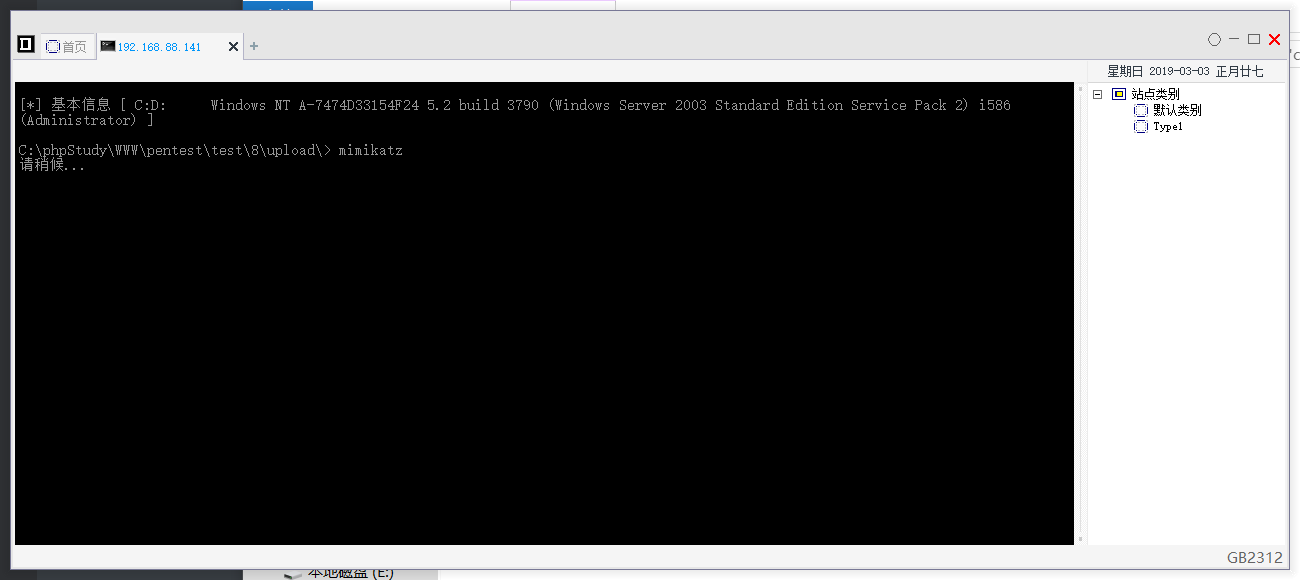 首页
192.168.88.141
星期日 2019-03-03 正月廿七
[*] 基本信息 [ C:D: Windows NT A-7474D33154F24 5.2 build 3790 (Windows Server 2003 Standard Edition Service Pack 2) i586
(Administrator) ]
C:\phpStudy\WWW\pentest\test\8\upload\> mimikatz
请稍候...
站点类别
默认类别
Type1
GB2312
本地磁盘 (E:)